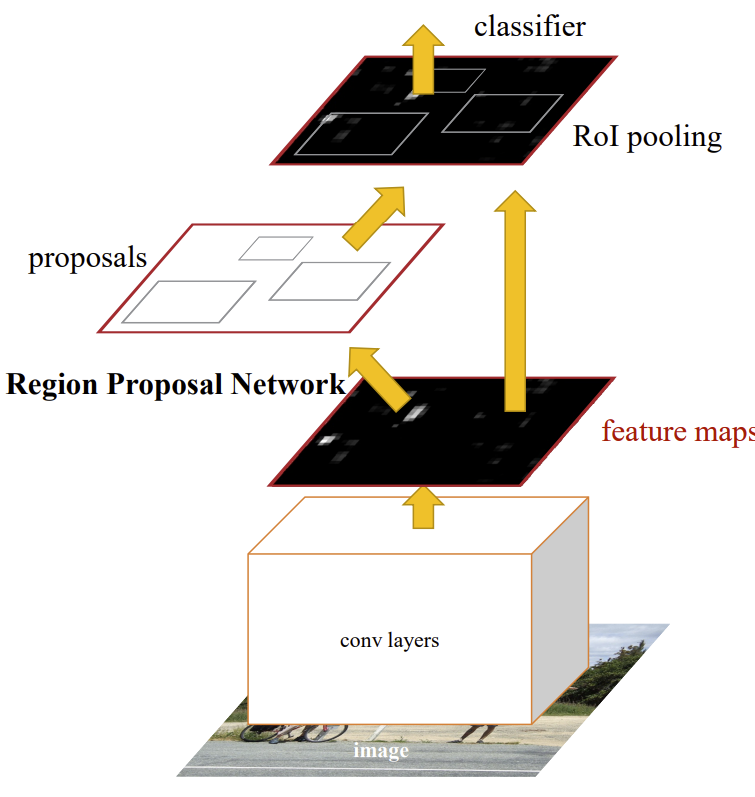 classifier
RoI pooling
proposals
Region Proposal Network
feature maps
conv layers
image